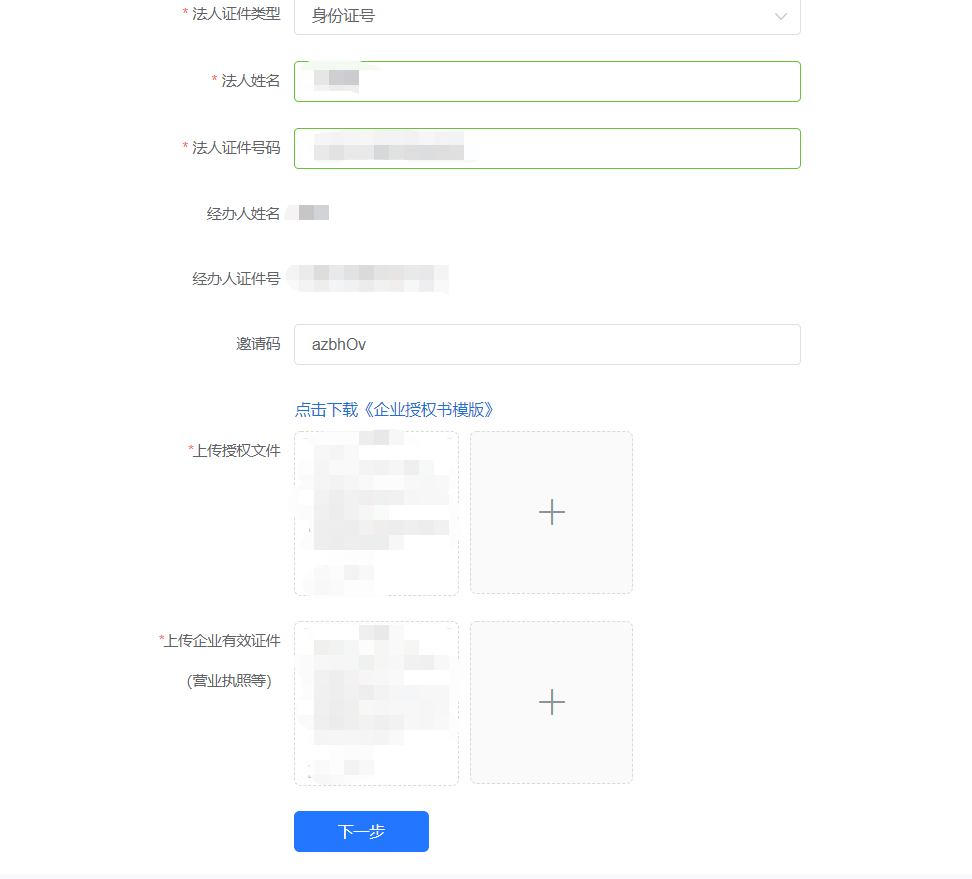 * 法人证件类型 身份证号
* 法人姓名
* 法人证件号码
经办人姓名
经办人证件号
邀请码 azbhOv
点击下载《企业授权书模版》
*上传授权文件
*上传企业有效证件
(营业执照等)
下一步